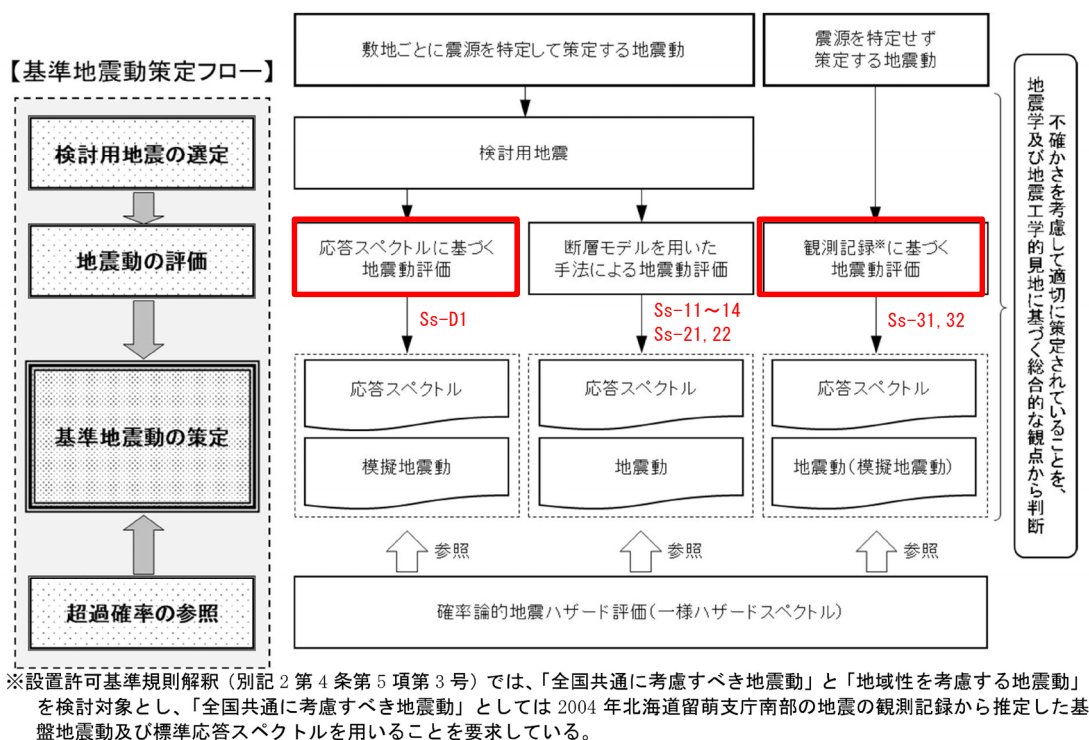 【基準地震動策定フロー】
検討用地震の選定
地震動の評価
基準地震動の策定
超過確率の参照
敷地ごとに震源を特定して策定する地震動
震源を特定せず
策定する地震動
検討用地震
応答スペクトルに基づく
地震動評価
断層モデルを用いた
手法による地震動評価
観測記録※に基づく
地震動評価
Ss-D1
Ss-11～14
Ss-21,22
Ss-31,32
応答スペクトル
模擬地震動
応答スペクトル
地震動
応答スペクトル
地震動(模擬地震動)
参照
参照
参照
確率論的地震ハザード評価(一様ハザードスペクトル)
不確かさを考慮して適切に策定されていることを、
地震学及び地震工学的見地に基づく総合的な観点から判断
※設置許可基準規則解釈（別記2第4条第5項第3号）では、「全国共通に考慮すべき地震動」と「地域性を考慮する地震動」
を検討対象とし、「全国共通に考慮すべき地震動」としては2004年北海道留萌支庁南部の地震の観測記録から推定した基
盤地震動及び標準応答スペクトルを用いることを要求している。